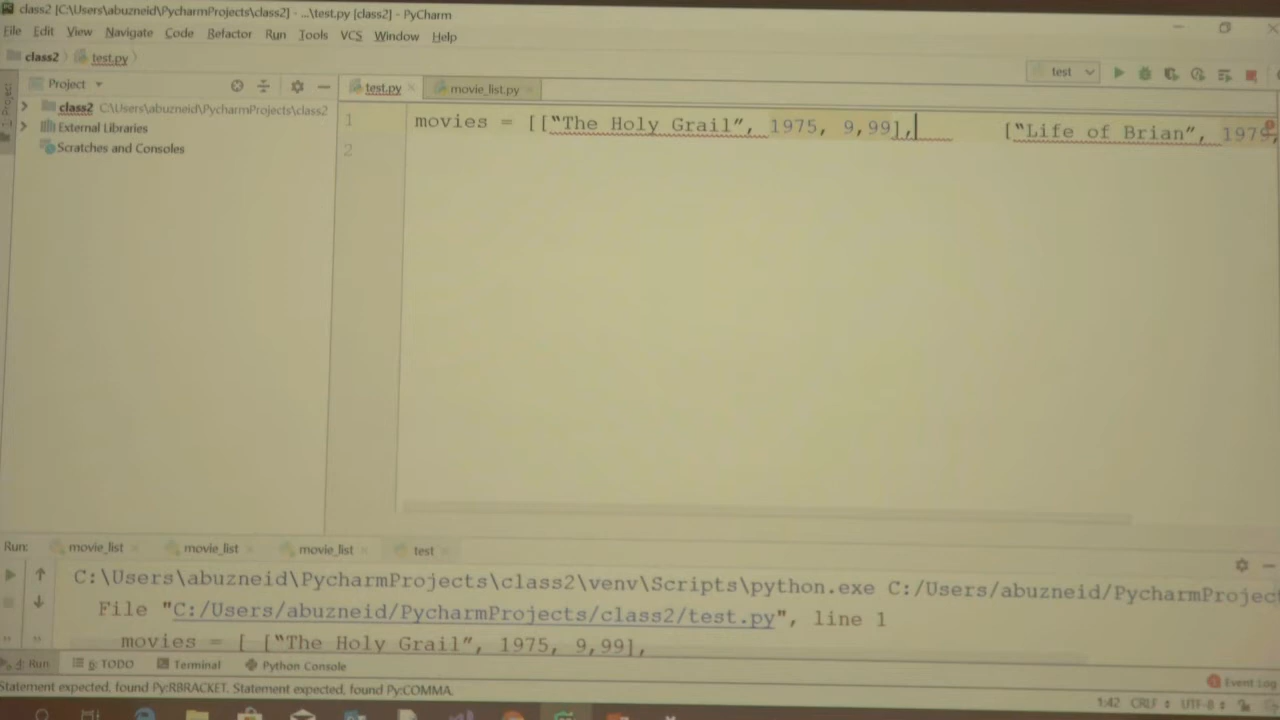 class2 [C:\Users\abuzneid\PycharmProjects\class2] - ...\test.py [class2] - PyCharm
File Edit View Navigate Code Refactor Run Tools VCS Window Help
class2 test.py
test
Project
test.py movie_list.py
class2 C:\Users\abuzneid\PycharmProjects\class2
External Libraries
Scratches and Consoles
1 movies = [[“The Holy Grail”, 1975, 9,99], [“Life of Brian”, 1979,
2
Run: movie_list movie_list movie_list test
C:\Users\abuzneid\PycharmProjects\class2\venv\Scripts\python.exe C:/Users/abuzneid/PycharmProjec
File "C:/Users/abuzneid/PycharmProjects/class2/test.py", line 1
movies = [ [“The Holy Grail”, 1975, 9,99],
4: Run 6: TODO Terminal Python Console
Event Log
Statement expected, found Py:RBRACKET. Statement expected, found Py:COMMA.
1:42 CRLF UTF-8